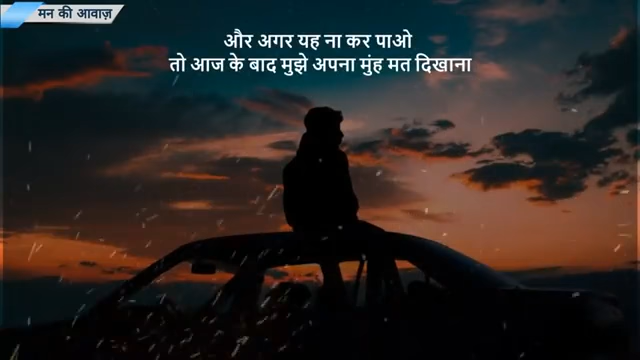 मन की आवाज़
और अगर यह ना कर पाओ
तो आज के बाद मुझे अपना मुंह मत दिखाना